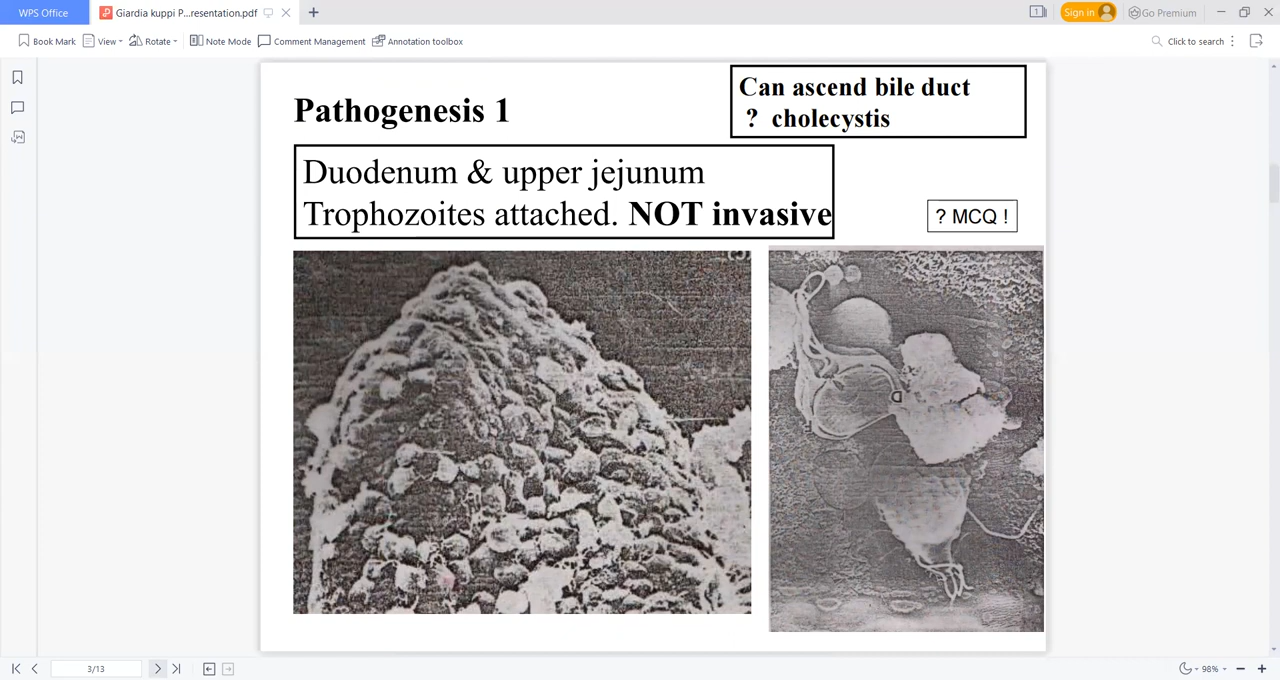 WPS Office
Giardia kuppi P...resentation.pdf
1
Sign in
Go Premium
Book Mark
View
Rotate
Note Mode
Comment Management
Annotation toolbox
Click to search
Can ascend bile duct
? cholecystis
Pathogenesis 1
Duodenum & upper jejunum
Trophozoites attached. NOT invasive
? MCQ !
D
F
3/13
98%